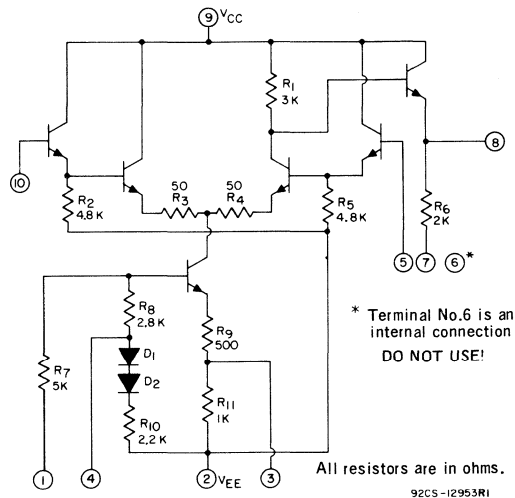 9 VCC
R1
3K
8
10
R2
4.8K
50
R3
50
R4
R5
4.8K
R6
2K
5 7 6*
R8
2.8K
R9
500
R7
5K
D1
D2
R10
2.2K
R11
1K
1 4 2 VEE 3
* Terminal No.6 is an
internal connection
DO NOT USE!
All resistors are in ohms.
92CS-12953R1